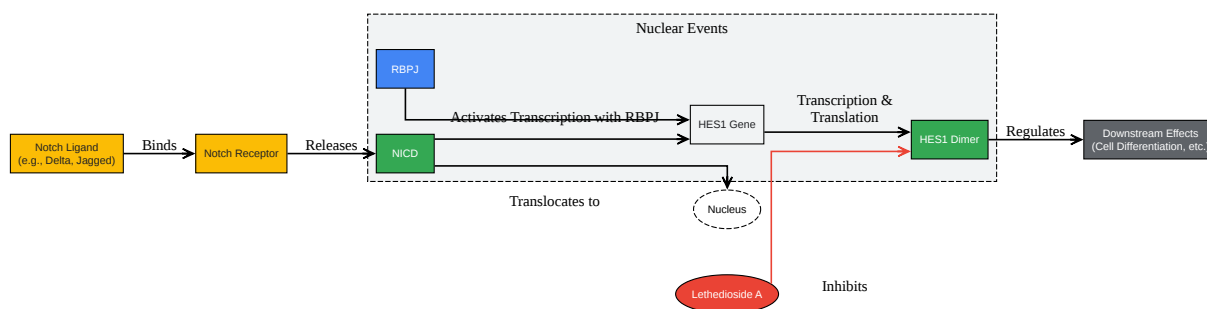 Nuclear Events
RBPJ
Activates Transcription with RBPJ
HES1 Gene
Transcription &
Translation
Notch Ligand
(e.g., Delta, Jagged)
Binds
Notch Receptor
Releases
NICD
HES1 Dimer
Regulates
Downstream Effects
(Cell Differentiation, etc.)
Translocates to
Nucleus
Lethedioside A
Inhibits